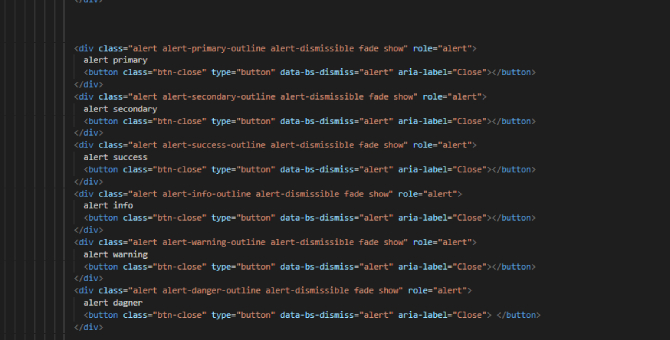 </div>
<div class="alert alert-primary-outline alert-dismissible fade show" role="alert">
alert primary
<button class="btn-close" type="button" data-bs-dismiss="alert" aria-label="Close"></button>
</div>
<div class="alert alert-secondary-outline alert-dismissible fade show" role="alert">
alert secondary
<button class="btn-close" type="button" data-bs-dismiss="alert" aria-label="Close"></button>
</div>
<div class="alert alert-success-outline alert-dismissible fade show" role="alert">
alert success
<button class="btn-close" type="button" data-bs-dismiss="alert" aria-label="Close"></button>
</div>
<div class="alert alert-info-outline alert-dismissible fade show" role="alert">
alert info
<button class="btn-close" type="button" data-bs-dismiss="alert" aria-label="Close"></button>
</div>
<div class="alert alert-warning-outline alert-dismissible fade show" role="alert">
alert warning
<button class="btn-close" type="button" data-bs-dismiss="alert" aria-label="Close"></button>
</div>
<div class="alert alert-danger-outline alert-dismissible fade show" role="alert">
alert dagner
<button class="btn-close" type="button" data-bs-dismiss="alert" aria-label="Close"> </button>
</div>